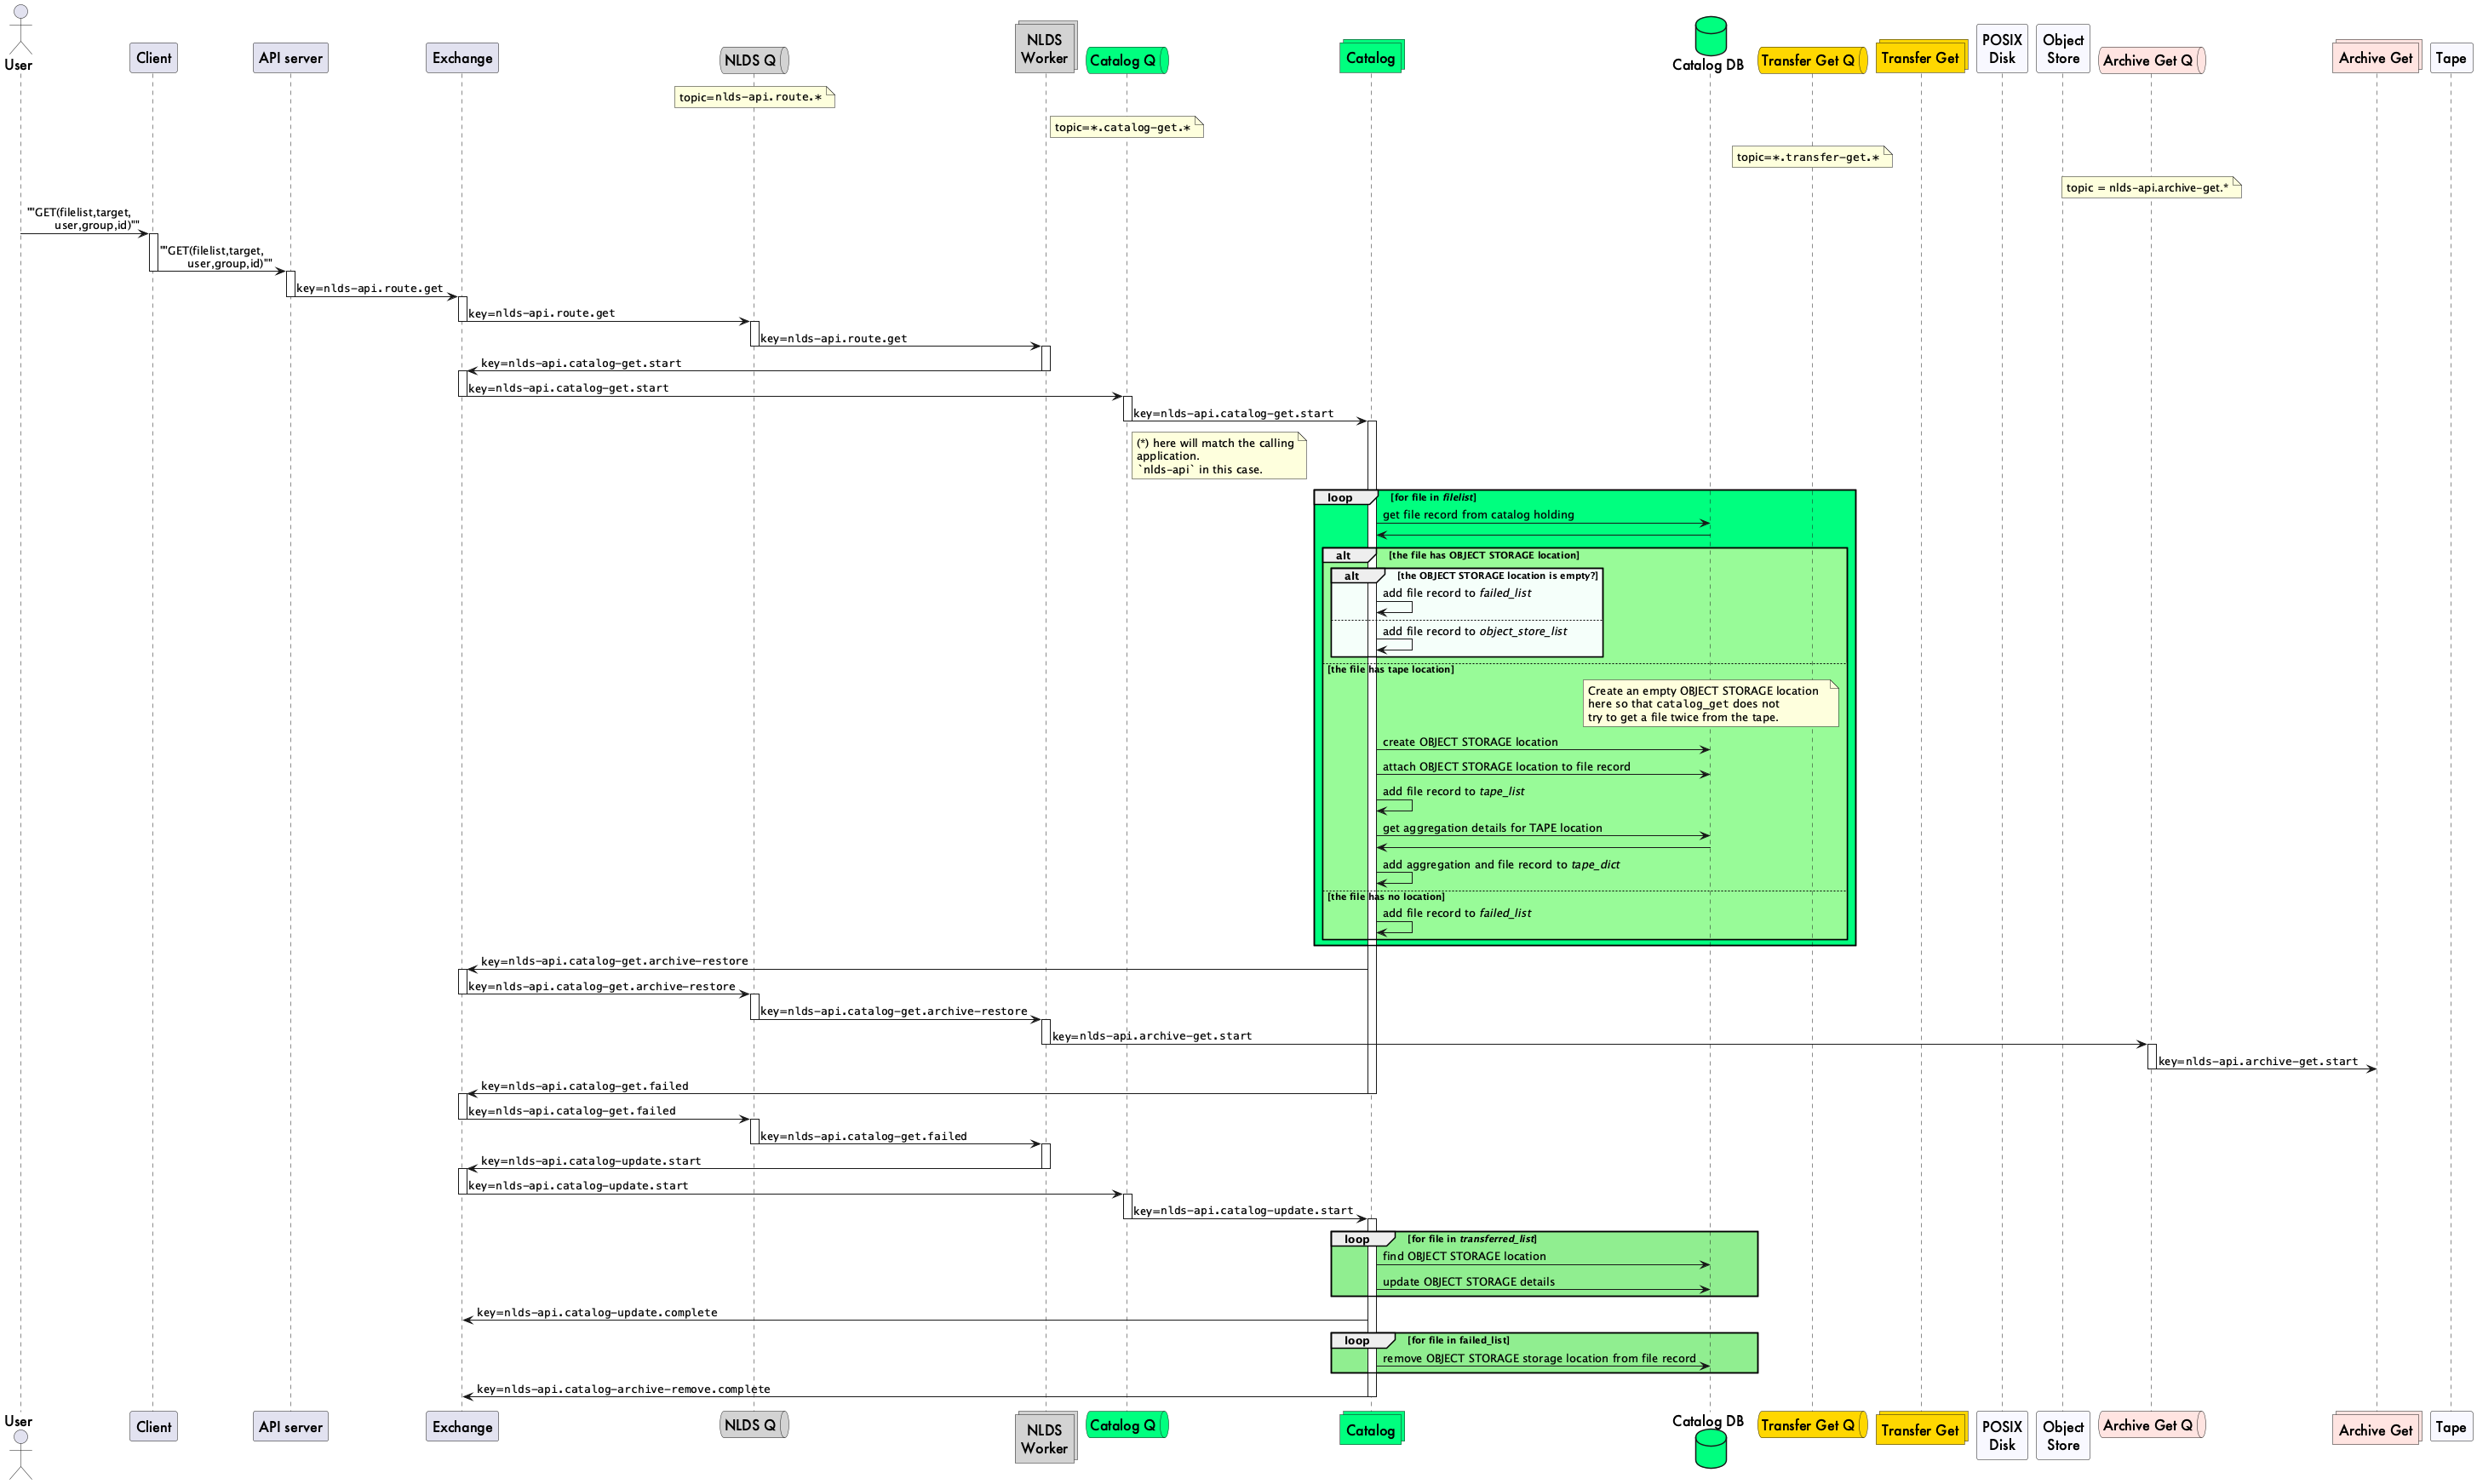 User
Client
API server
Exchange
NLDS Q
NLDS
Worker
Catalog Q
Catalog
Catalog DB
Transfer Get Q
Transfer Get
POSIX
Disk
Object
Store
Archive Get Q
Archive Get
Tape
topic=nlds-api.route.*
topic=*.catalog-get.*
topic=*.transfer-get.*
topic = nlds-api.archive-get.*
""GET(filelist,target,
user,group,id)""
""GET(filelist,target,
user,group,id)""
key=nlds-api.route.get
key=nlds-api.route.get
key=nlds-api.route.get
key=nlds-api.catalog-get.start
key=nlds-api.catalog-get.start
key=nlds-api.catalog-get.start
(*) here will match the calling
application.
`nlds-api` in this case.
loop [for file in filelist]
get file record from catalog holding
alt [the file has OBJECT STORAGE location]
alt [the OBJECT STORAGE location is empty?]
add file record to failed_list
add file record to object_store_list
[the file has tape location]
Create an empty OBJECT STORAGE location
here so that catalog_get does not
try to get a file twice from the tape.
create OBJECT STORAGE location
attach OBJECT STORAGE location to file record
add file record to tape_list
get aggregation details for TAPE location
add aggregation and file record to tape_dict
[the file has no location]
add file record to failed_list
key=nlds-api.catalog-get.archive-restore
key=nlds-api.catalog-get.archive-restore
key=nlds-api.catalog-get.archive-restore
key=nlds-api.archive-get.start
key=nlds-api.archive-get.start
key=nlds-api.catalog-get.failed
key=nlds-api.catalog-get.failed
key=nlds-api.catalog-get.failed
key=nlds-api.catalog-update.start
key=nlds-api.catalog-update.start
key=nlds-api.catalog-update.start
loop [for file in transferred_list]
find OBJECT STORAGE location
update OBJECT STORAGE details
key=nlds-api.catalog-update.complete
loop [for file in failed_list]
remove OBJECT STORAGE storage location from file record
key=nlds-api.catalog-archive-remove.complete
User
Client
API server
Exchange
NLDS Q
NLDS
Worker
Catalog Q
Catalog
Catalog DB
Transfer Get Q
Transfer Get
POSIX
Disk
Object
Store
Archive Get Q
Archive Get
Tape